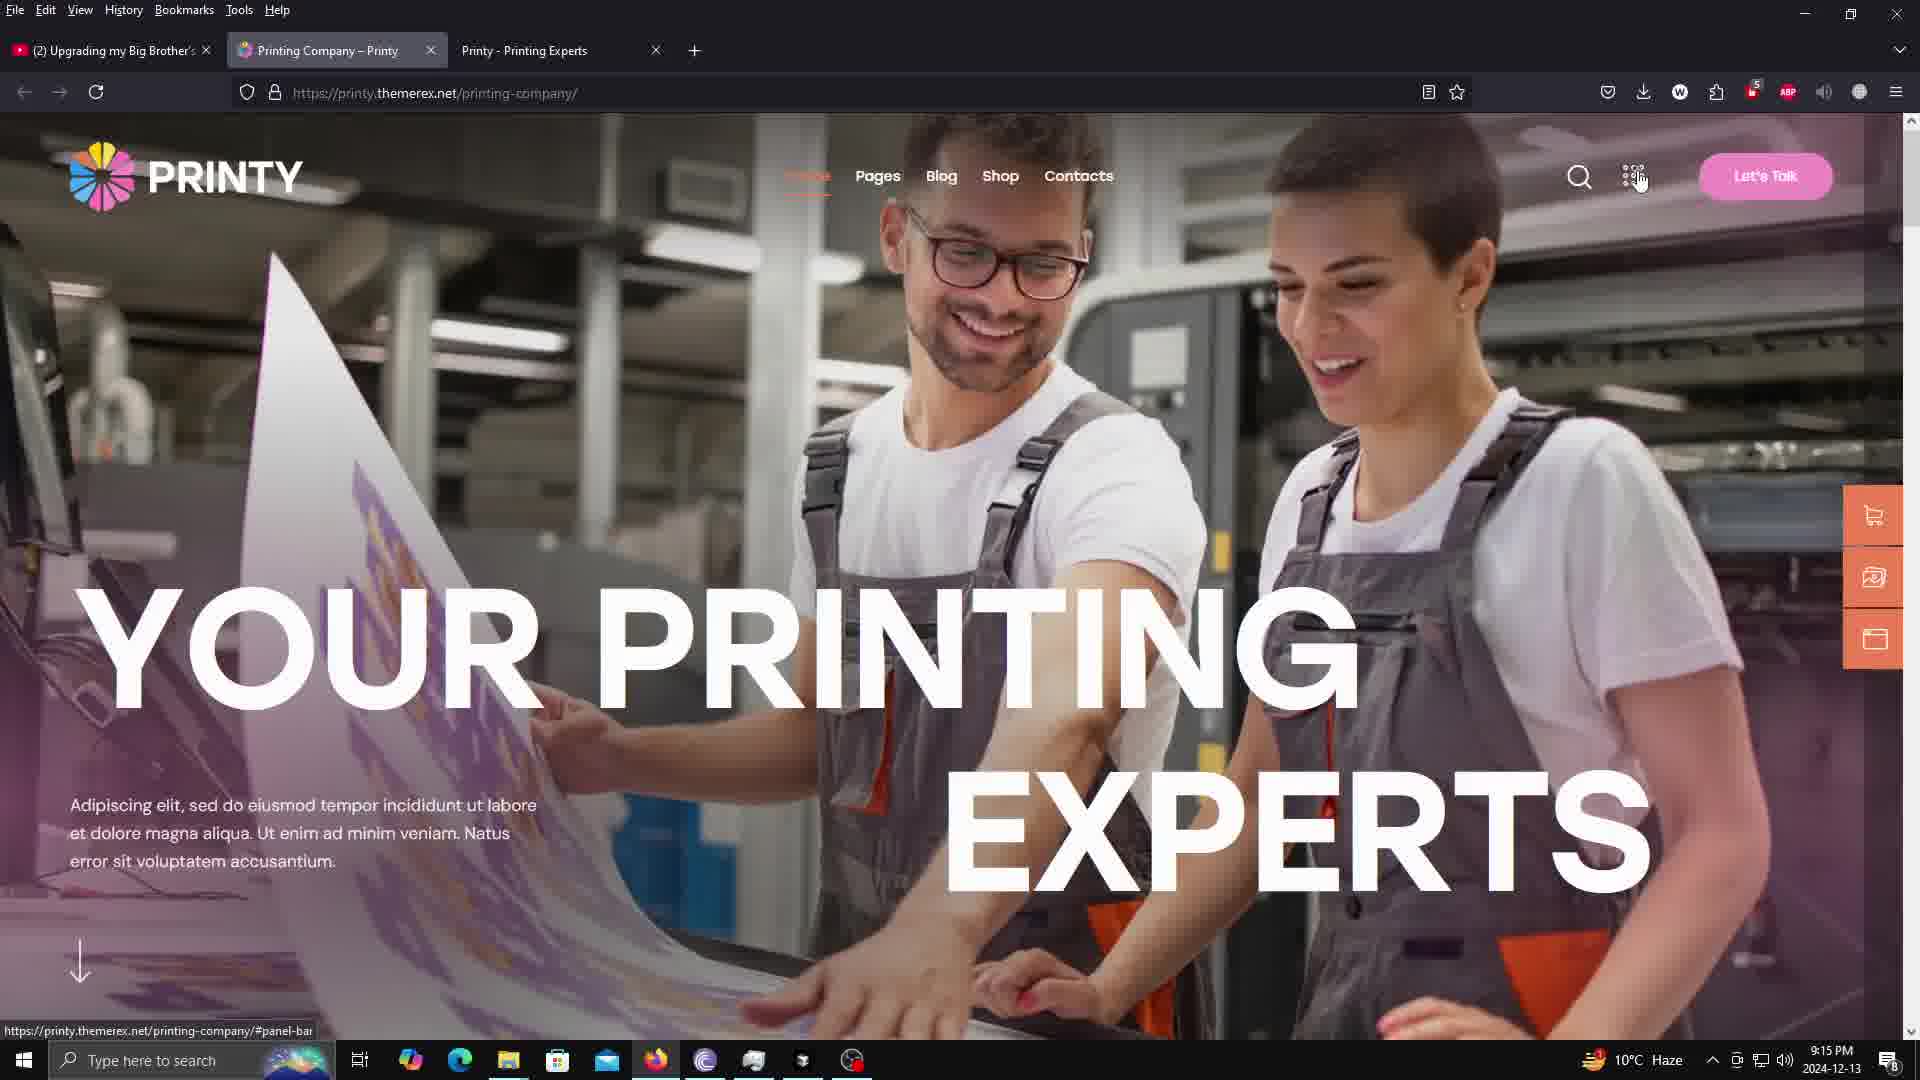 File Edit View History Bookmarks Tools Help
(2) Upgrading my Big Brother's
Printing Company – Printy
Printy - Printing Experts
https://printy.themerex.net/printing-company/
5
W
ABP
PRINTY
Home Pages Blog Shop Contacts
Let's Talk
YOUR PRINTING
EXPERTS
Adipiscing elit, sed do eiusmod tempor incididunt ut labore
et dolore magna aliqua. Ut enim ad minim veniam. Natus
error sit voluptatem accusantium.
https://printy.themerex.net/printing-company/#panel-bar
Type here to search
1
10°C Haze
9:15 PM
2024-12-13
8